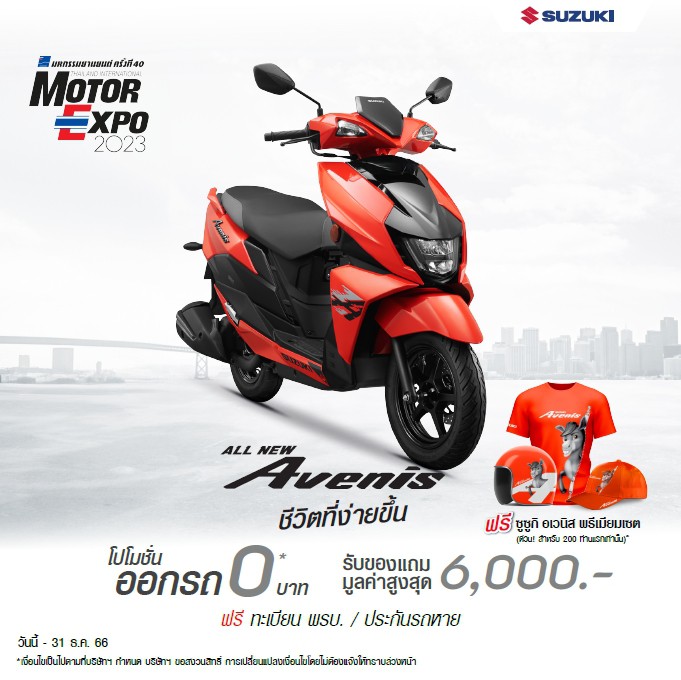 SUZUKI
มหกรรมยานยนต์ ครั้งที่ 40
THAILAND INTERNATIONAL
MOTOR
EXPO
2023
SUZUKI
Avenis
SUZUKI
ALL NEW
Avenis
ชีวิตที่ง่ายขึ้น
Avenis
ฟรี ซูซูกิ อเวนิส พรีเมียมเซต
(ด่วน! สำหรับ 200 ท่านแรกเท่านั้น)*
โปโมชั่น
ออกรถ 0* บาท
รับของแถม
มูลค่าสูงสุด 6,000.-
ฟรี ทะเบียน พรบ. / ประกันรถหาย
วันนี้ - 31 ธ.ค. 66
*เงื่อนไขเป็นไปตามที่บริษัทฯ กำหนด บริษัทฯ ขอสงวนสิทธิ์ การเปลี่ยนแปลงเงื่อนไขโดยไม่ต้องแจ้งให้ทราบล่วงหน้า